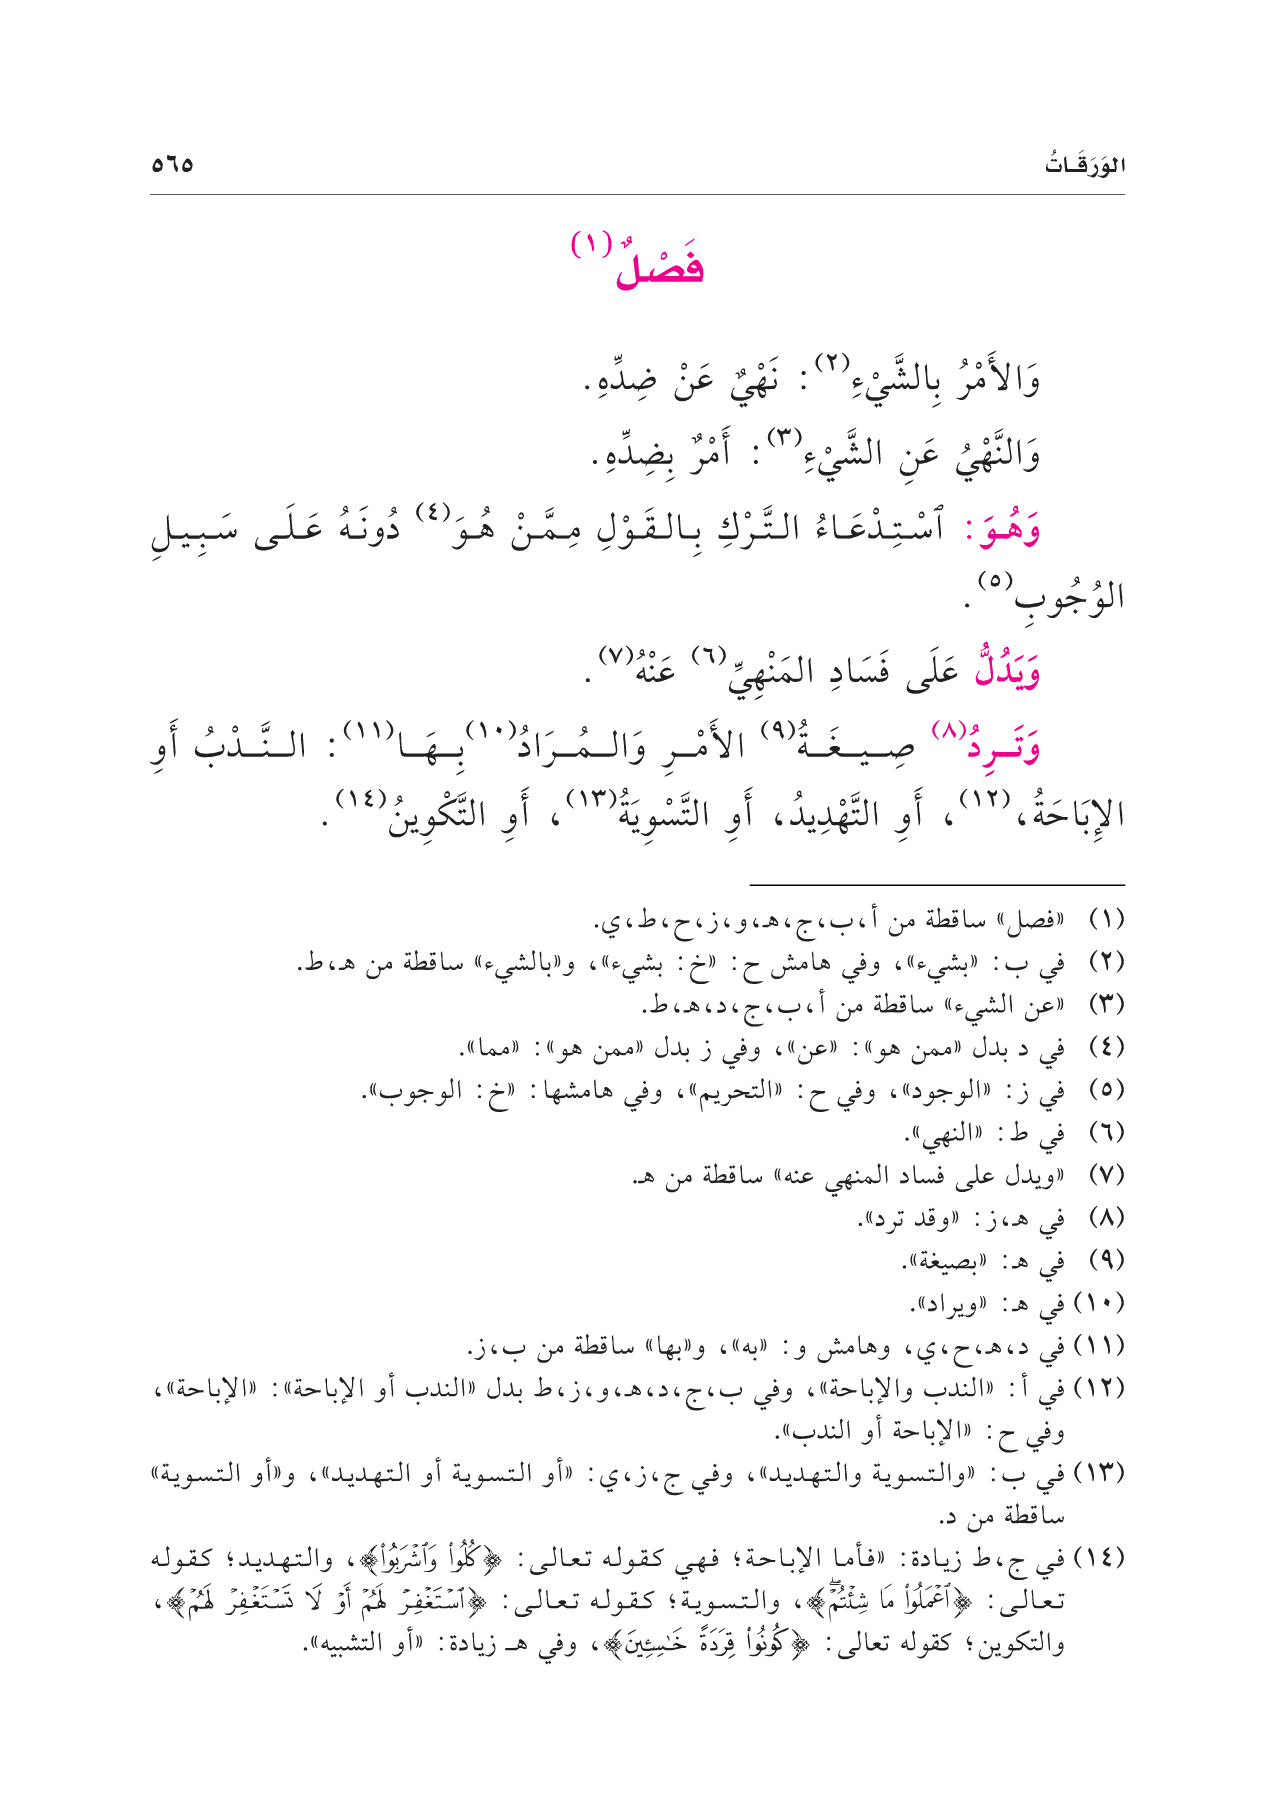 الوَرَقَـاتُ ٥٦٥
فَصْلٌ(١)
وَالأَمْرُ بِالشَّيْءِ(٢): نَهْيٌ عَنْ ضِدِّهِ.
وَالنَّهْيُ عَنِ الشَّيْءِ(٣): أَمْرٌ بِضِدِّهِ.
وَهُوَ: ٱسْتِدْعَاءُ التَّرْكِ بِالقَوْلِ مِمَّنْ هُوَ(٤) دُونَهُ عَلَى سَبِيلِ
الوُجُوبِ(٥).
وَيَدُلُّ عَلَى فَسَادِ المَنْهِيِّ(٦) عَنْهُ(٧).
وَتَرِدُ(٨) صِيغَةُ(٩) الأَمْرِ وَالمُرَادُ(١٠) بِهَا(١١): النَّدْبُ أَوِ
الإِبَاحَةُ،(١٢)، أَوِ التَّهْدِيدُ، أَوِ التَّسْوِيَةُ(١٣)، أَوِ التَّكْوِينُ(١٤).
(١) «فصل» ساقطة من أ،ب،ج،هـ،و،ز،ح،ط،ي.
(٢) في ب: «بشيء»، وفي هامش ح: «خ: بشيء»، و«بالشيء» ساقطة من هـ،ط.
(٣) «عن الشيء» ساقطة من أ،ب،ج،د،هـ،ط.
(٤) في د بدل «ممن هو»: «عن»، وفي ز بدل «ممن هو»: «مما».
(٥) في ز: «الوجود»، وفي ح: «التحريم»، وفي هامشها: «خ: الوجوب».
(٦) في ط: «النهي».
(٧) «ويدل على فساد المنهي عنه» ساقطة من هـ.
(٨) في هـ،ز: «وقد ترد».
(٩) في هـ: «بصيغة».
(١٠) في هـ: «ويراد».
(١١) في د،هـ،ح،ي، وهامش و: «به»، و«بها» ساقطة من ب،ز.
(١٢) في أ: «الندب والإباحة»، وفي ب،ج،د،هـ،و،ز،ط بدل «الندب أو الإباحة»: «الإباحة»،
وفي ح: «الإباحة أو الندب».
(١٣) في ب: «والتسوية والتهديد»، وفي ج،ز،ي: «أو التسوية أو التهديد»، و«أو التسوية»
ساقطة من د.
(١٤) في ج،ط زيادة: «فأما الإباحة؛ فهي كقوله تعالى: ﴿كُلُوا۟ وَٱشْرَبُوا۟﴾، والتهديد؛ كقوله
تعالى: ﴿ٱعْمَلُوا۟ مَا شِئْتُمْۖ﴾، والتسوية؛ كقوله تعالى: ﴿ٱسْتَغْفِرْ لَهُمْ أَوْ لَا تَسْتَغْفِرْ لَهُمْ﴾،
والتكوين؛ كقوله تعالى: ﴿كُونُوا۟ قِرَدَةً خَـٰسِـِٔينَ﴾، وفي هـ زيادة: «أو التشبيه».